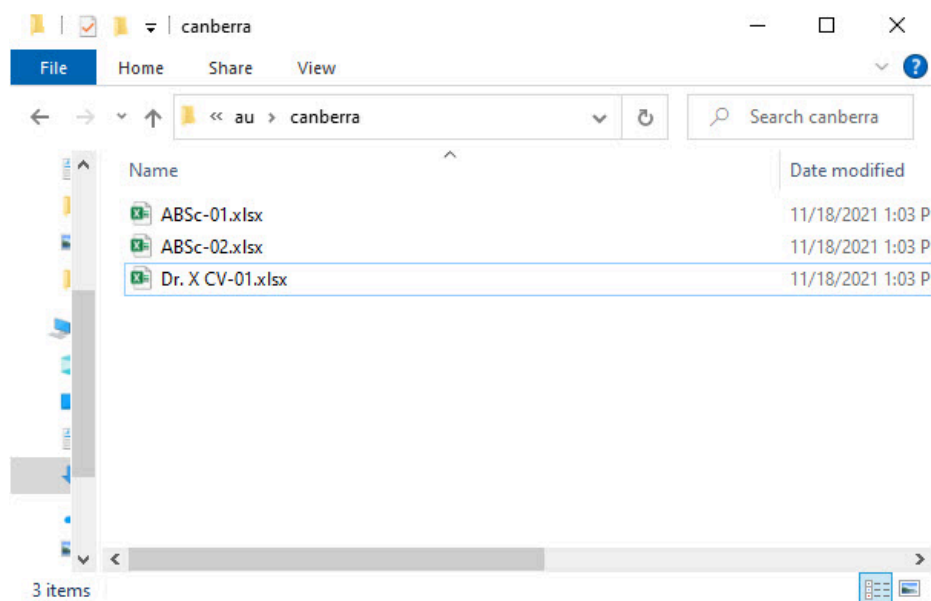 canberra
File Home Share View
« au > canberra Search canberra
Name Date modified
ABSc-01.xlsx 11/18/2021 1:03 P
ABSc-02.xlsx 11/18/2021 1:03 P
Dr. X CV-01.xlsx 11/18/2021 1:03 P
3 items